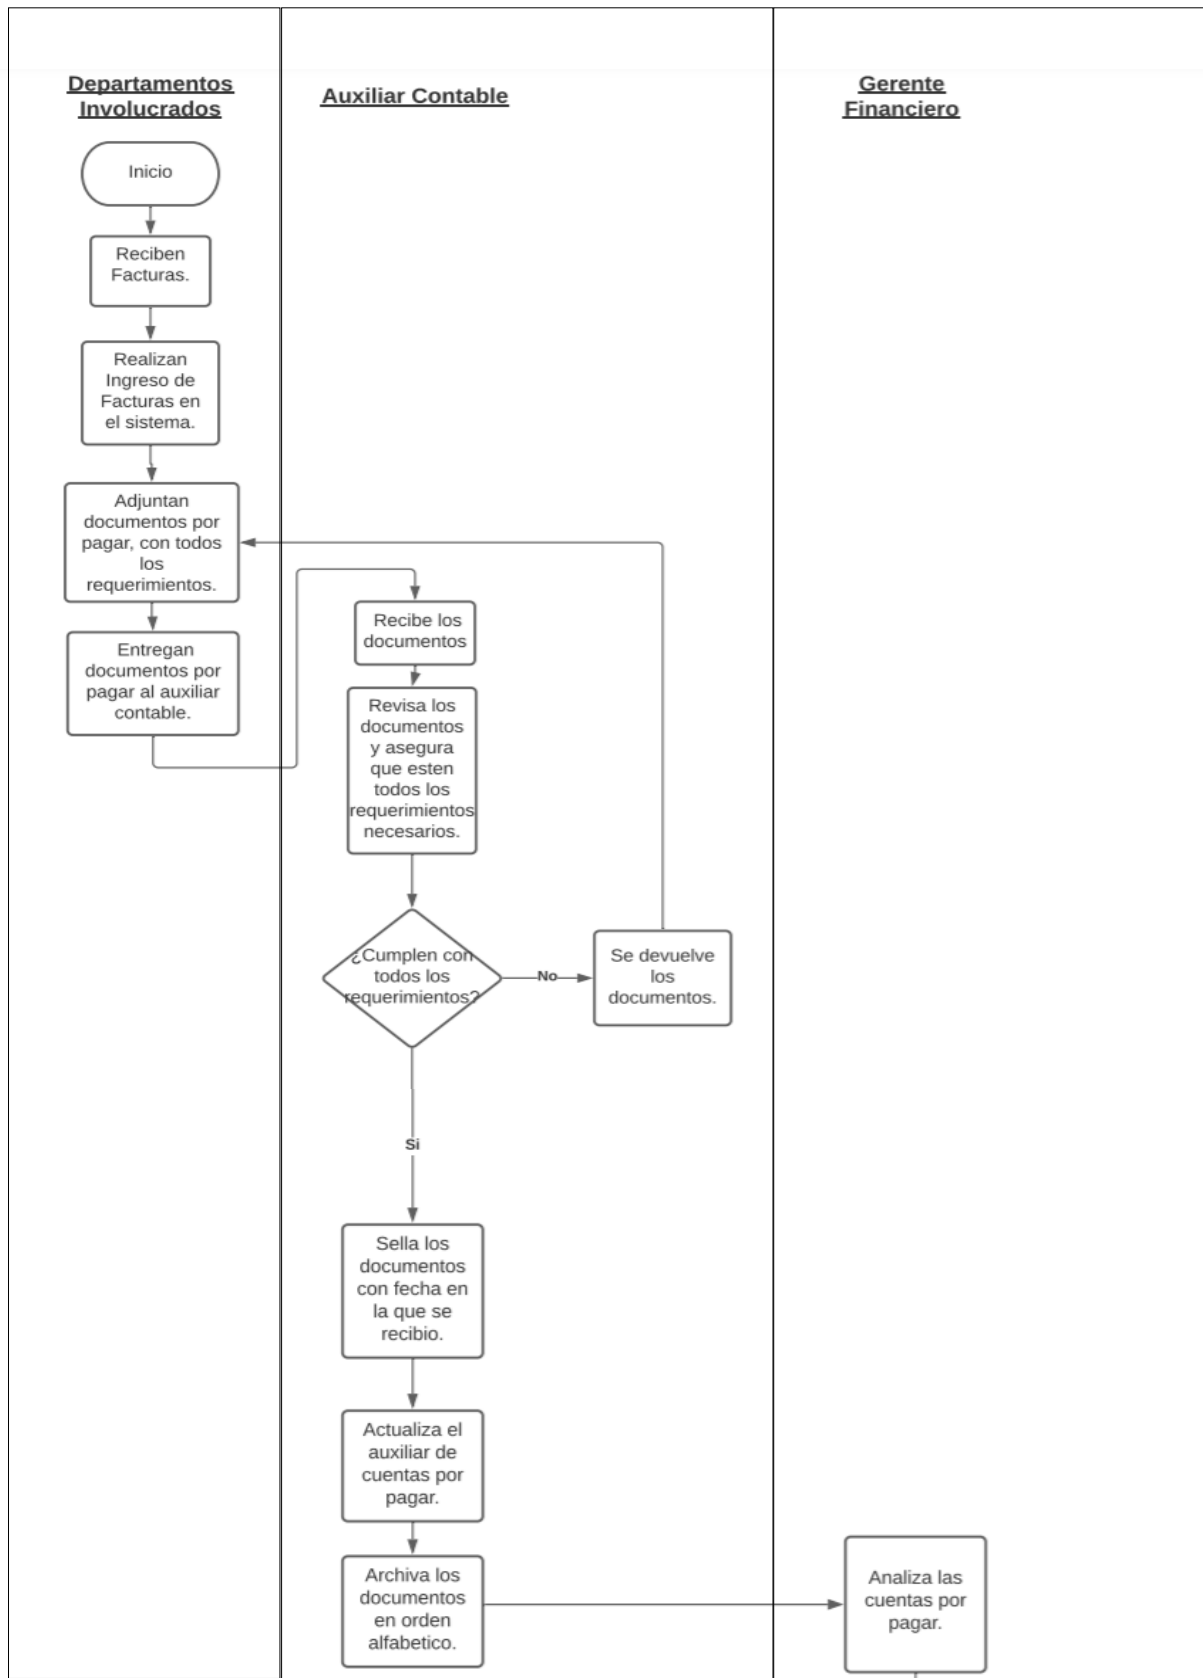 Departamentos
Involucrados
Auxiliar Contable
Gerente
Financiero
Inicio
Reciben
Facturas.
Realizan
Ingreso de
Facturas en
el sistema.
Adjuntan
documentos por
pagar, con todos
los
requerimientos.
Entregan
documentos por
pagar al auxiliar
contable.
Recibe los
documentos
Revisa los
documentos
y asegura
que esten
todos los
requerimientos
necesarios.
¿Cumplen con
todos los
requerimientos?
No
Se devuelve
los
documentos.
Si
Sella los
documentos
con fecha en
la que se
recibio.
Actualiza el
auxiliar de
cuentas por
pagar.
Archiva los
documentos
en orden
alfabetico.
Analiza las
cuentas por
pagar.